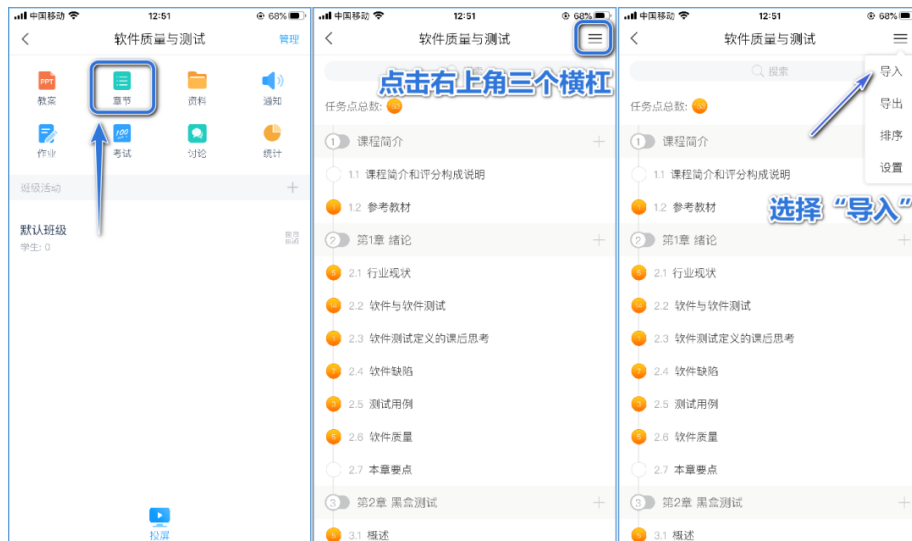 中国移动 12:51 68%
软件质量与测试 管理
PPT
教案 章节 资料 通知
100
作业 考试 讨论 统计
班级活动
默认班级
学生: 0
投屏
中国移动 12:51 68%
软件质量与测试
点击右上角三个横杠
任务点总数:
1 课程简介
1.1 课程简介和评分构成说明
1.2 参考教材
2 第1章 绪论
2.1 行业现状
2.2 软件与软件测试
2.3 软件测试定义的课后思考
2.4 软件缺陷
2.5 测试用例
2.6 软件质量
2.7 本章要点
3 第2章 黑盒测试
3.1 概述
中国移动 12:51 68%
软件质量与测试
搜索
导入
导出
排序
设置
任务点总数:
1 课程简介
1.1 课程简介和评分构成说明
1.2 参考教材
选择“导入”
2 第1章 绪论
2.1 行业现状
2.2 软件与软件测试
2.3 软件测试定义的课后思考
2.4 软件缺陷
2.5 测试用例
2.6 软件质量
2.7 本章要点
3 第2章 黑盒测试
3.1 概述